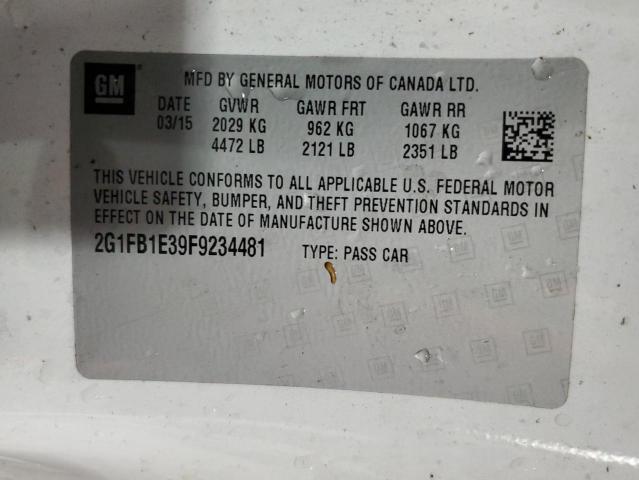 GM
MFD BY GENERAL MOTORS OF CANADA LTD.
DATE GVWR GAWR FRT GAWR RR
03/15 2029 KG 962 KG 1067 KG
4472 LB 2121 LB 2351 LB
THIS VEHICLE CONFORMS TO ALL APPLICABLE U.S. FEDERAL MOTOR
VEHICLE SAFETY, BUMPER, AND THEFT PREVENTION STANDARDS IN
EFFECT ON THE DATE OF MANUFACTURE SHOWN ABOVE.
2G1FB1E39F9234481 TYPE: PASS CAR